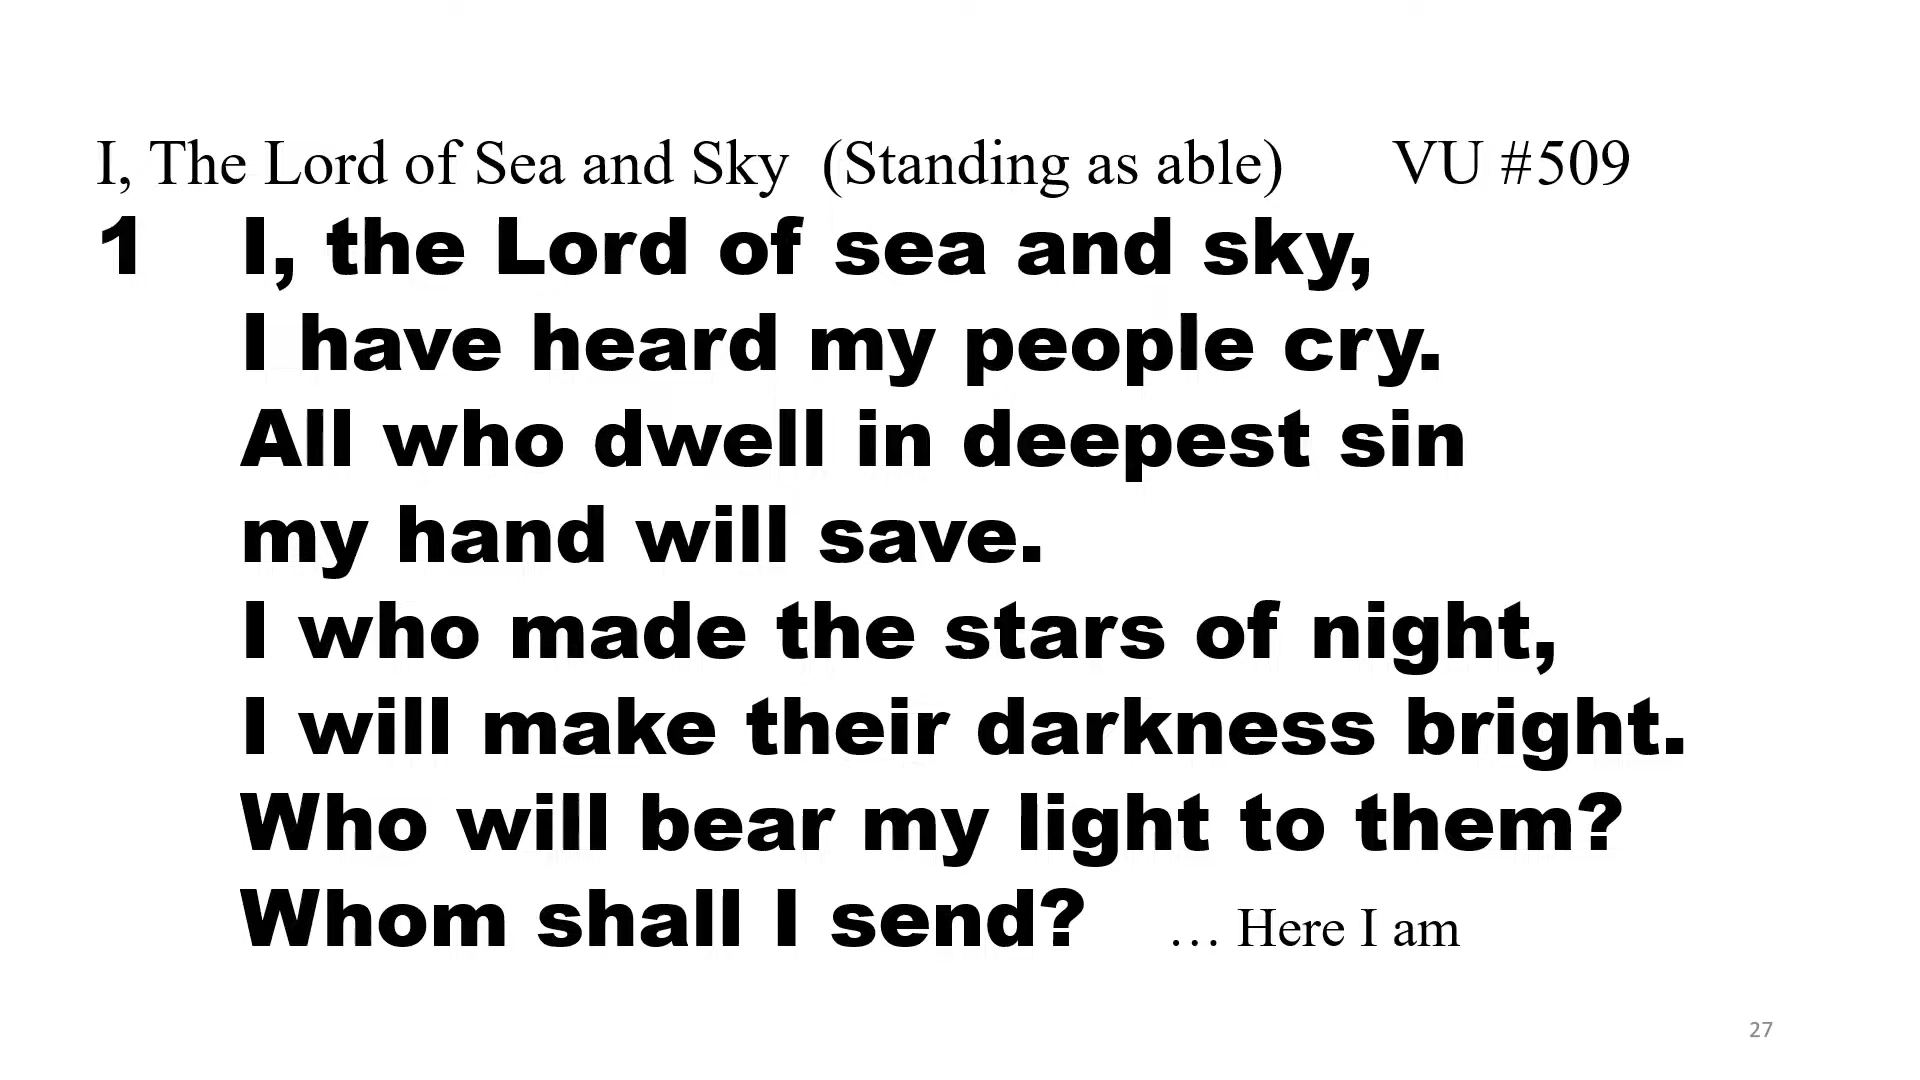 I, The Lord of Sea and Sky (Standing as able) VU #509
1 I, the Lord of sea and sky,
I have heard my people cry.
All who dwell in deepest sin
my hand will save.
I who made the stars of night,
I will make their darkness bright.
Who will bear my light to them?
Whom shall I send? … Here I am
27